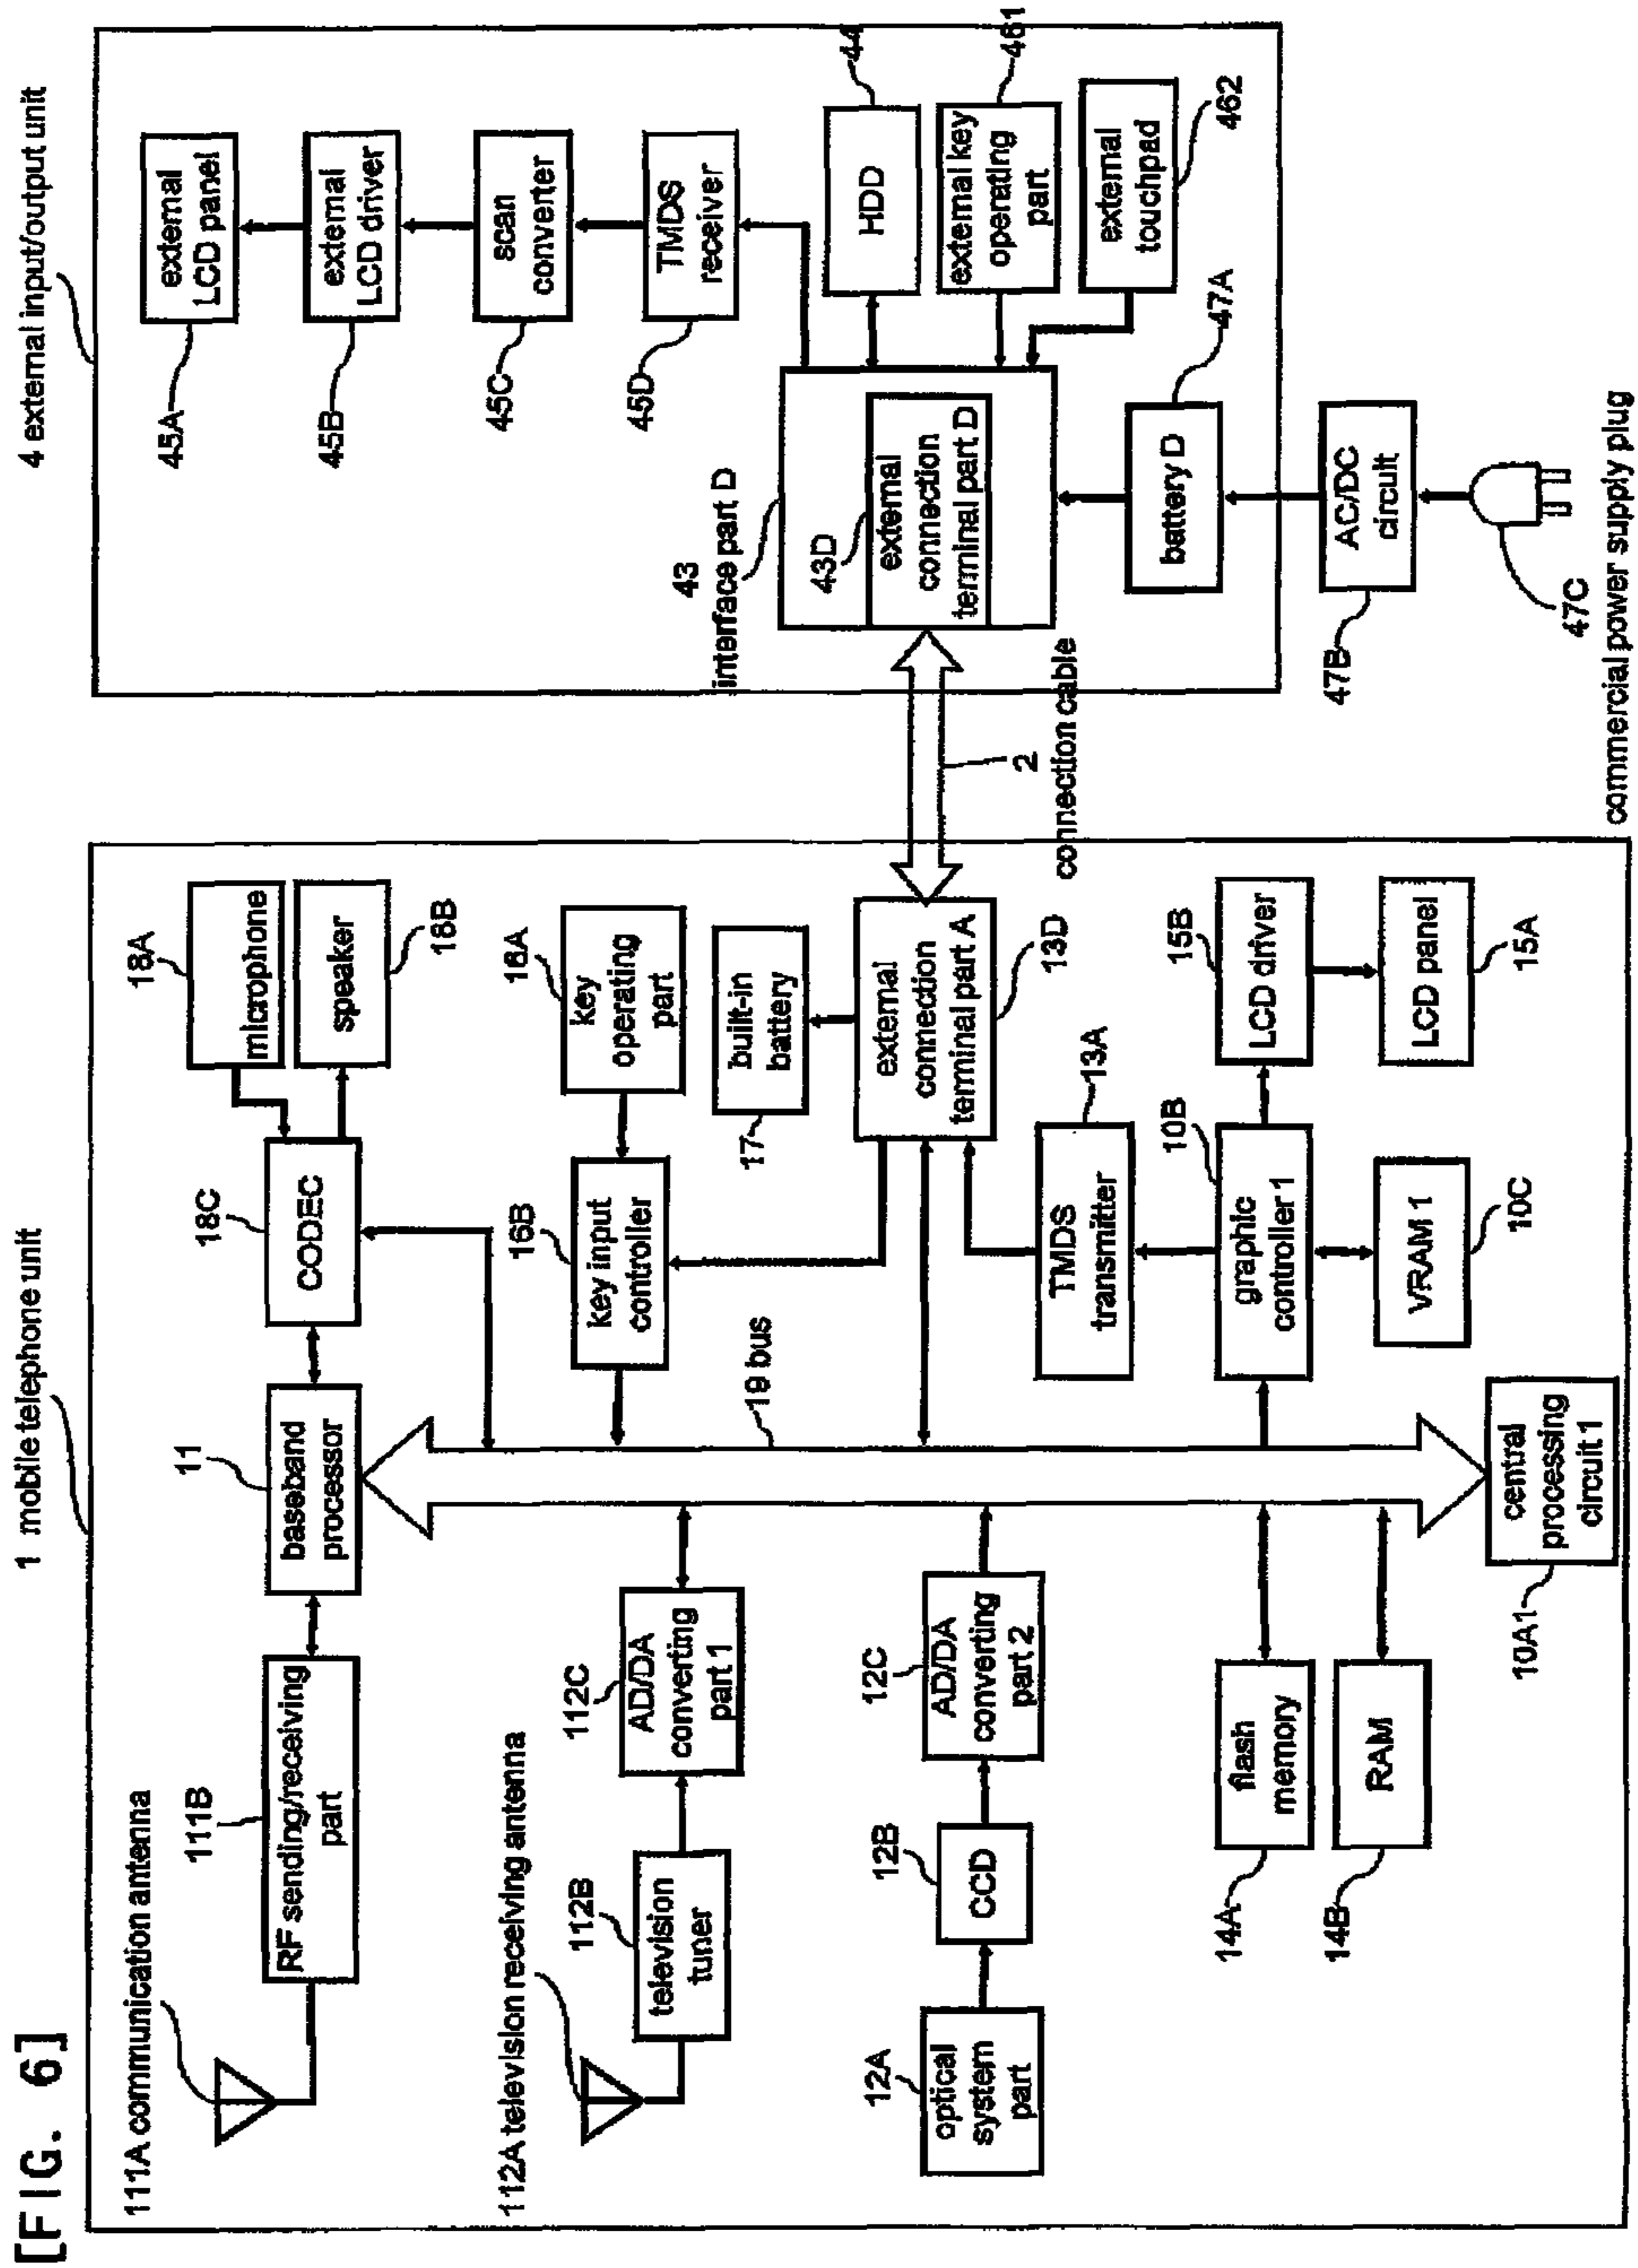 [FIG. 6]
1 mobile telephone unit
111A communication antenna
111B
RF sending/receiving
part
11
baseband
processor
18C
CODEC
18A
microphone
speaker
18B
112A television receiving antenna
112B
television
tuner
112C
AD/DA
converting
part 1
16B
key input
controller
16A
key
operating
part
19 bus
17
built-in
battery
12A
optical
system
part
12B
CCD
12C
AD/DA
converting
part 2
external
connection
terminal part A
13D
TMDS
transmitter
13A
14A
flash
memory
14B
RAM
10B
graphic
controller 1
15B
LCD driver
LCD panel
15A
VRAM 1
10C
10A1
central
processing
circuit 1
2
connection cable
4 external input/output unit
45A
external
LCD panel
45B
external
LCD driver
45C
scan
converter
45D
TMDS
receiver
43
interface part D
43D
external
connection
terminal part D
HDD
44
external key
operating
part
461
external
touchpad
462
battery D
47A
AC/DC
circuit
47B
47C
commercial power supply plug